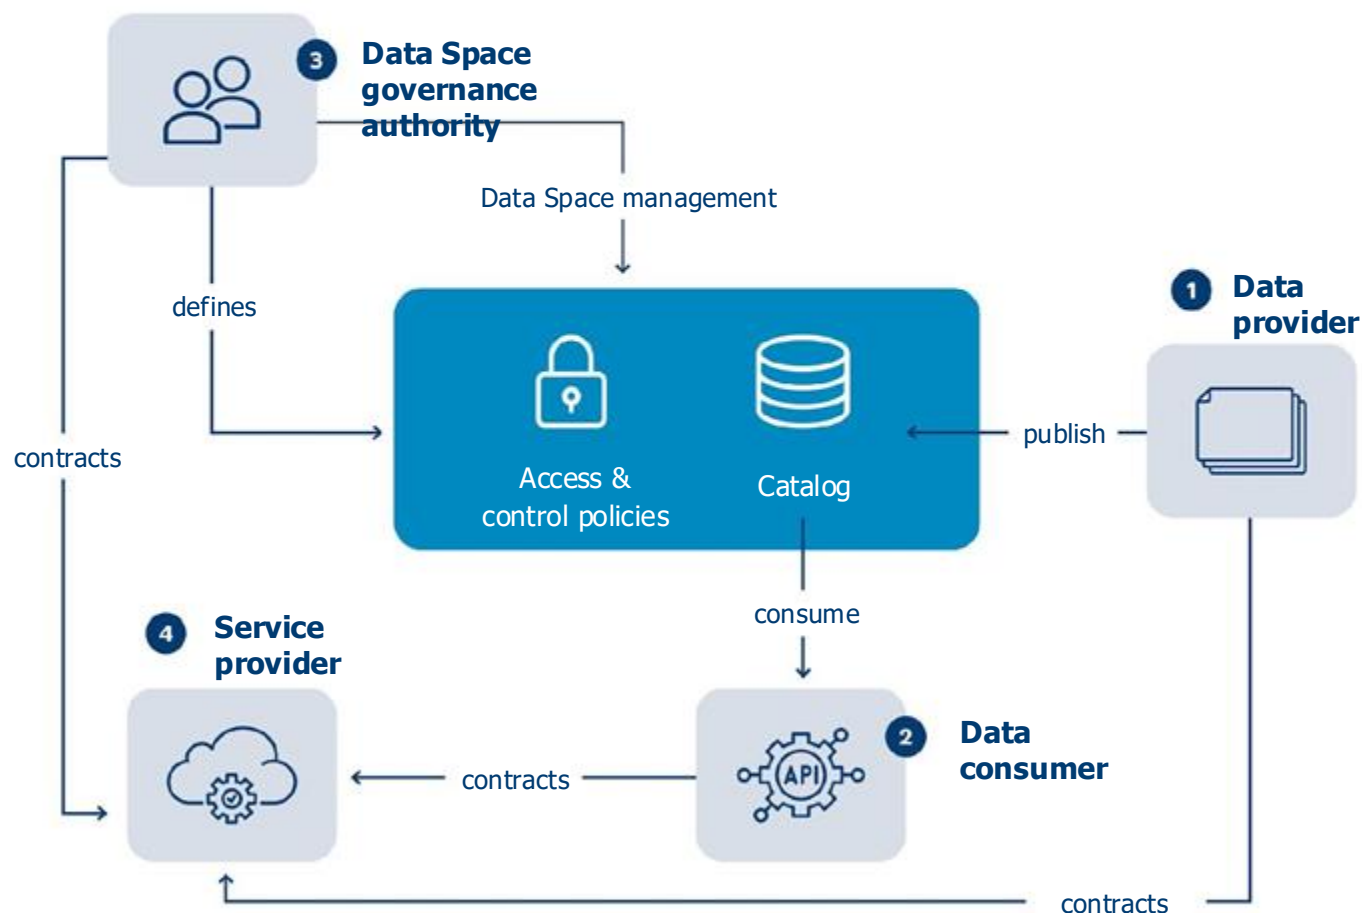 3
Data Space
governance
authority
Data Space management
defines
contracts
1
Data
provider
publish
Access &
control policies
Catalog
consume
4
Service
provider
2
Data
consumer
API
contracts
contracts